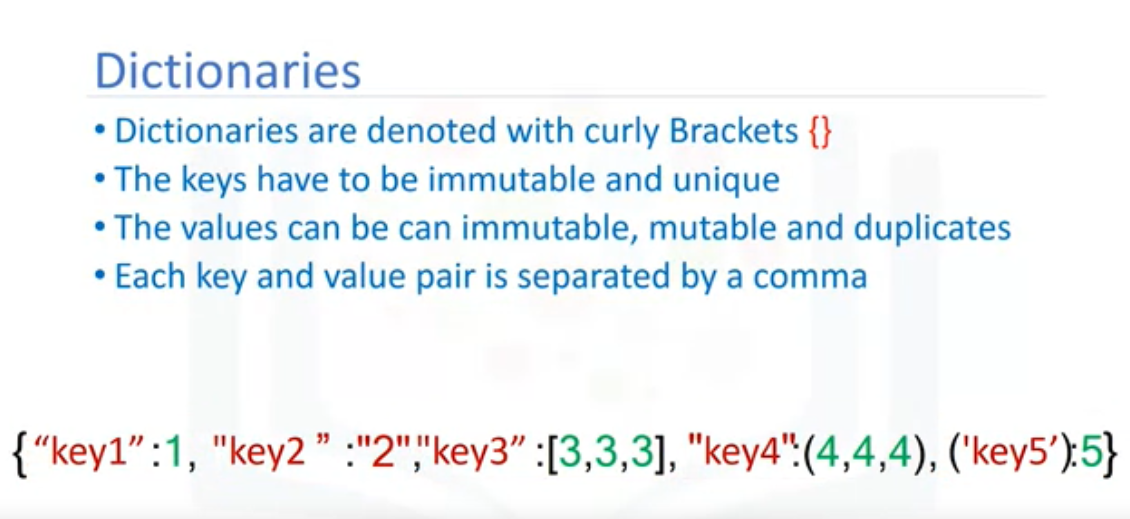 Dictionaries
• Dictionaries are denoted with curly Brackets {}
• The keys have to be immutable and unique
• The values can be can immutable, mutable and duplicates
• Each key and value pair is separated by a comma
{“key1”:1, "key2 ” :"2","key3” :[3,3,3], "key4":(4,4,4), ('key5’):5}